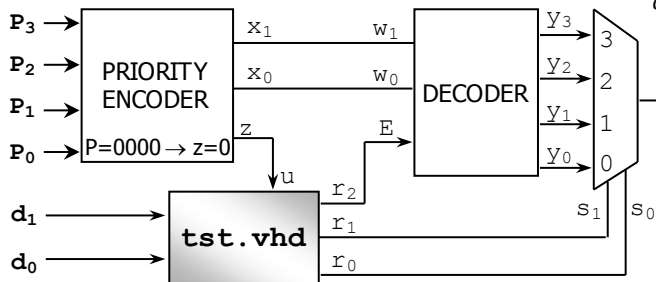 P3
P2
P1
P0
PRIORITY
ENCODER
P=0000 → z=0
x1
x0
z
w1
w0
E
DECODER
y3
y2
y1
y0
3
2
1
0
s1
s0
d1
d0
u
tst.vhd
r2
r1
r0